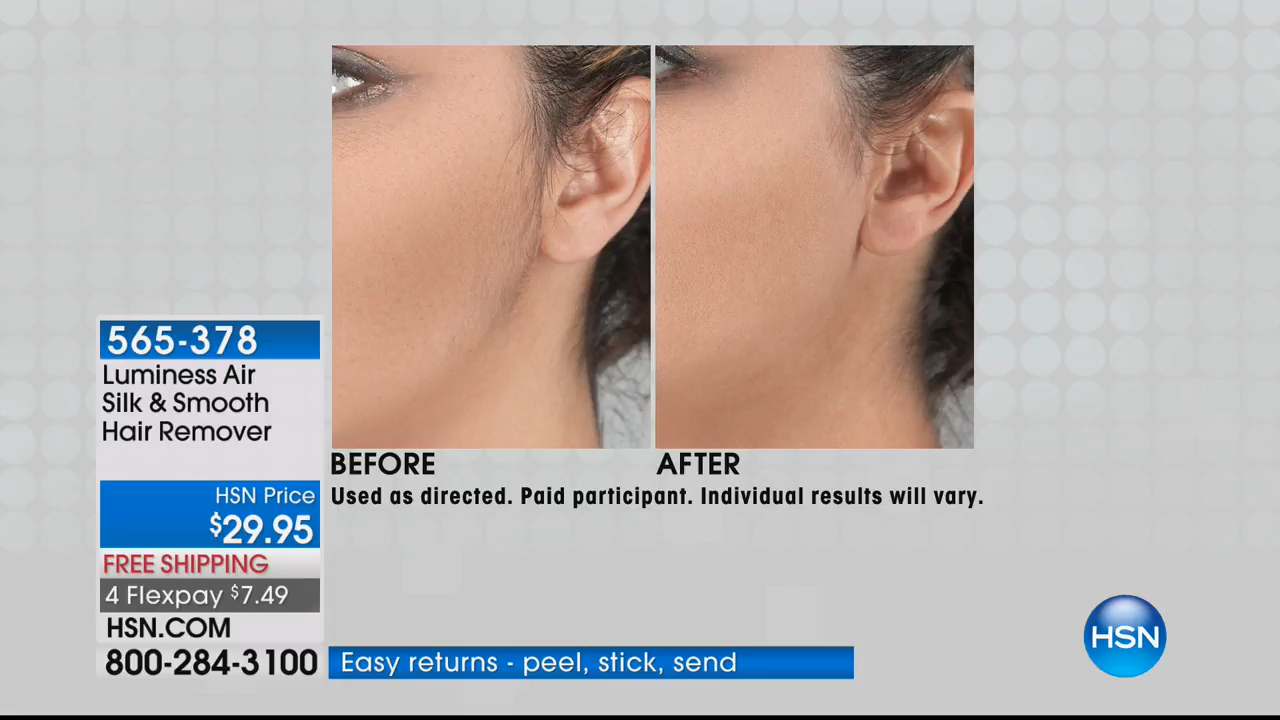 565-378
Luminess Air
Silk & Smooth
Hair Remover
HSN Price
$29.95
FREE SHIPPING
4 Flexpay $7.49
HSN.COM
800-284-3100
BEFORE
AFTER
Used as directed. Paid participant. Individual results will vary.
Easy returns - peel, stick, send
HSN